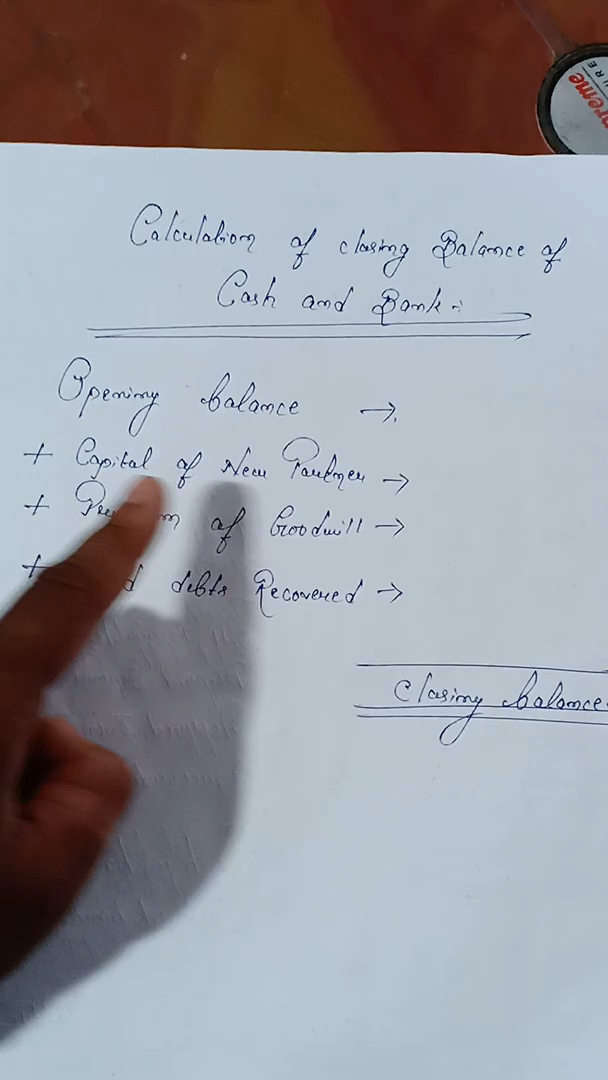 Calculation of closing Balance of
Cash and Bank :-
Opening balance →
+ Capital of New Partner →
+ of Goodwill →
+ debts Recovered →
Closing balance